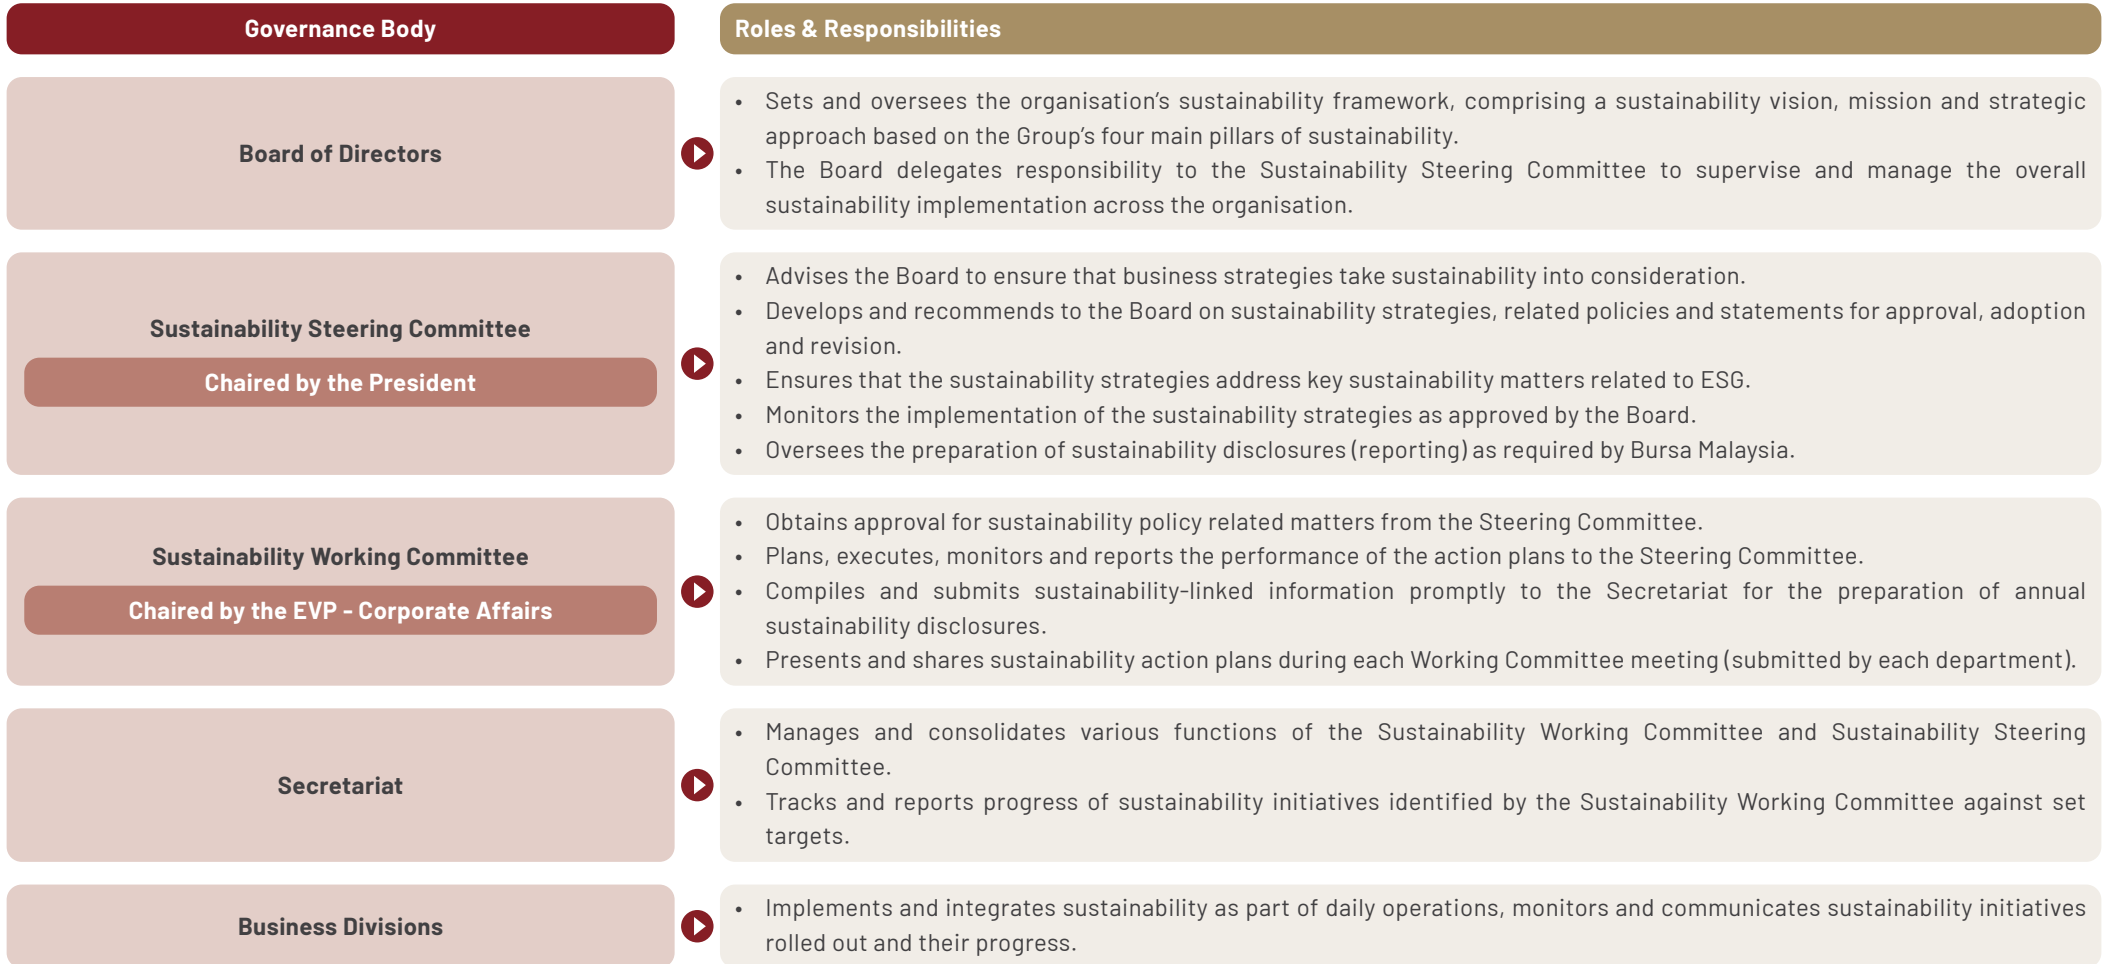 Governance Body
Roles & Responsibilities
Board of Directors
• Sets and oversees the organisation’s sustainability framework, comprising a sustainability vision, mission and strategic
approach based on the Group’s four main pillars of sustainability.
• The Board delegates responsibility to the Sustainability Steering Committee to supervise and manage the overall
sustainability implementation across the organisation.
Sustainability Steering Committee
Chaired by the President
• Advises the Board to ensure that business strategies take sustainability into consideration.
• Develops and recommends to the Board on sustainability strategies, related policies and statements for approval, adoption
and revision.
• Ensures that the sustainability strategies address key sustainability matters related to ESG.
• Monitors the implementation of the sustainability strategies as approved by the Board.
• Oversees the preparation of sustainability disclosures (reporting) as required by Bursa Malaysia.
Sustainability Working Committee
Chaired by the EVP - Corporate Affairs
• Obtains approval for sustainability policy related matters from the Steering Committee.
• Plans, executes, monitors and reports the performance of the action plans to the Steering Committee.
• Compiles and submits sustainability-linked information promptly to the Secretariat for the preparation of annual
sustainability disclosures.
• Presents and shares sustainability action plans during each Working Committee meeting (submitted by each department).
Secretariat
• Manages and consolidates various functions of the Sustainability Working Committee and Sustainability Steering
Committee.
• Tracks and reports progress of sustainability initiatives identified by the Sustainability Working Committee against set
targets.
Business Divisions
• Implements and integrates sustainability as part of daily operations, monitors and communicates sustainability initiatives
rolled out and their progress.